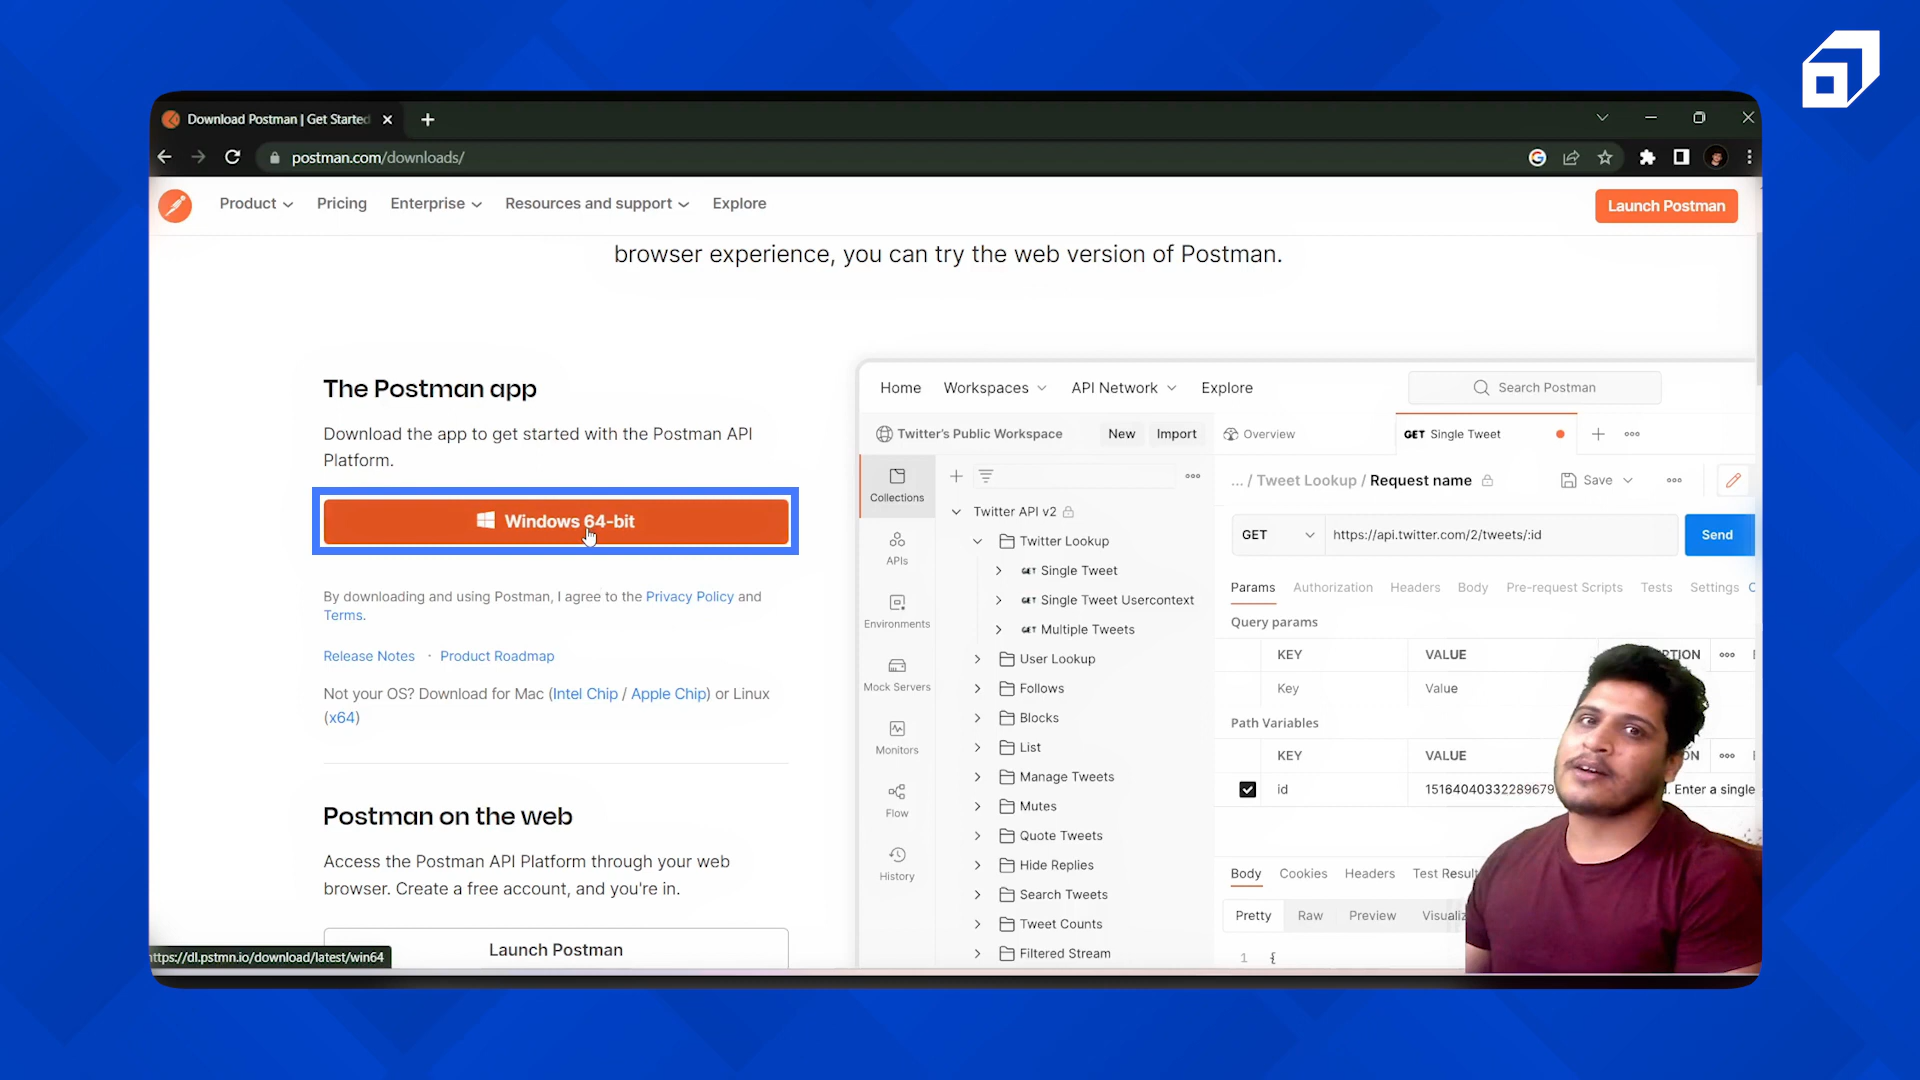 Download Postman | Get Started
postman.com/downloads/
Product
Pricing
Enterprise
Resources and support
Explore
Launch Postman
browser experience, you can try the web version of Postman.
The Postman app
Download the app to get started with the Postman API
Platform.
Windows 64-bit
By downloading and using Postman, I agree to the Privacy Policy and
Terms.
Release Notes · Product Roadmap
Not your OS? Download for Mac (Intel Chip / Apple Chip) or Linux
(x64)
Postman on the web
Access the Postman API Platform through your web
browser. Create a free account, and you're in.
Launch Postman
ttps://dl.pstmn.io/download/latest/win64
Home
Workspaces
API Network
Explore
Search Postman
Twitter's Public Workspace
New
Import
Overview
GET Single Tweet
Collections
APIs
Environments
Mock Servers
Monitors
Flow
History
Twitter API v2
Twitter Lookup
GET Single Tweet
GET Single Tweet Usercontext
GET Multiple Tweets
User Lookup
Follows
Blocks
List
Manage Tweets
Mutes
Quote Tweets
Hide Replies
Search Tweets
Tweet Counts
Filtered Stream
... / Tweet Lookup / Request name
Save
GET
https://api.twitter.com/2/tweets/:id
Send
Params
Authorization
Headers
Body
Pre-request Scripts
Tests
Settings
Query params
KEY
VALUE
Key
Value
Path Variables
KEY
VALUE
id
15164040332289679
. Enter a single
Body
Cookies
Headers
Test Result
Pretty
Raw
Preview
Visualiz
1 {